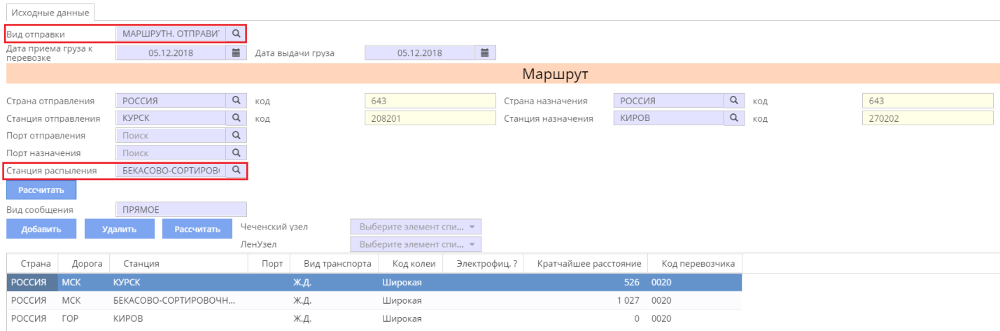 Исходные данные
Вид отправки МАРШРУТН. ОТПРАВИТ
Дата приема груза к перевозке 05.12.2018 Дата выдачи груза 05.12.2018
Маршрут
Страна отправления РОССИЯ код 643 Страна назначения РОССИЯ код 643
Станция отправления КУРСК код 208201 Станция назначения КИРОВ код 270202
Порт отправления Поиск
Порт назначения Поиск
Станция распыления БЕКАСОВО-СОРТИРОВО
Рассчитать
Вид сообщения ПРЯМОЕ
Добавить Удалить Рассчитать Чеченский узел Выберите элемент спи...
ЛенУзел Выберите элемент спи...
Страна Дорога Станция Порт Вид транспорта Код колеи Электрофиц. ? Кратчайшее расстояние Код перевозчика
РОССИЯ МСК КУРСК Ж.Д. Широкая 526 0020
РОССИЯ МСК БЕКАСОВО-СОРТИРОВОЧН... Ж.Д. Широкая 1 027 0020
РОССИЯ ГОР КИРОВ Ж.Д. Широкая 0 0020